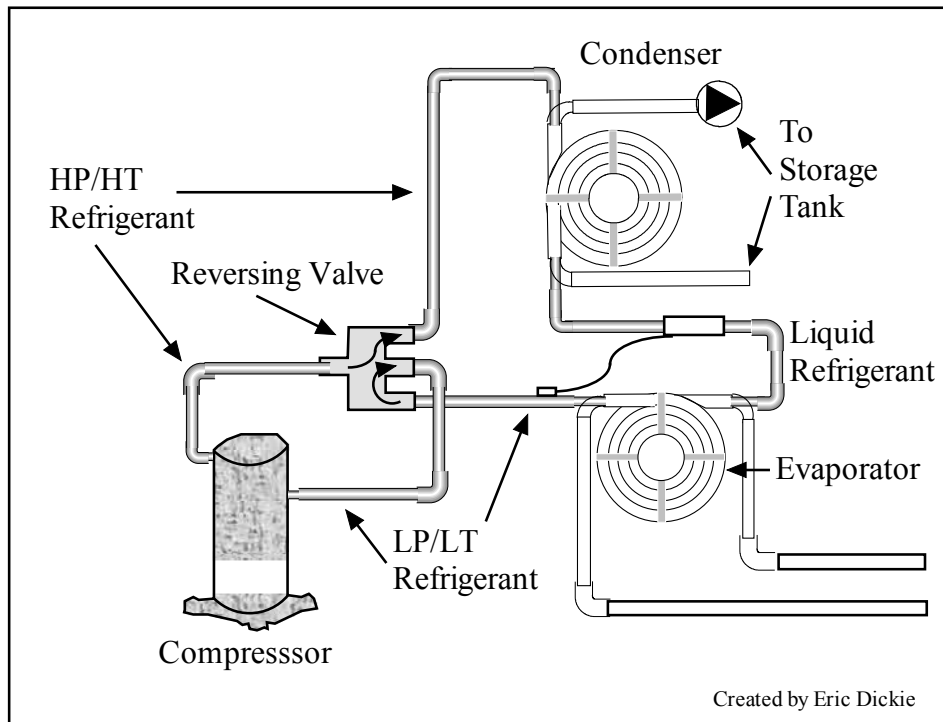 Condenser
To
Storage
Tank
HP/HT
Refrigerant
Reversing Valve
Liquid
Refrigerant
Evaporator
LP/LT
Refrigerant
Compresssor
Created by Eric Dickie